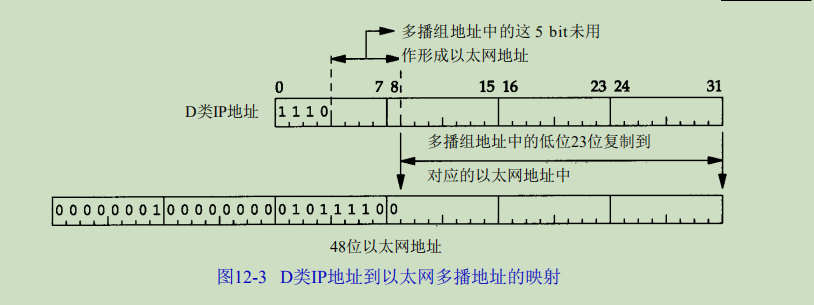 多播组地址中的这 5 bit未用
作形成以太网地址
0 7 8 15 16 23 24 31
D类IP地址 1 1 1 0
多播组地址中的低位23位复制到
对应的以太网地址中
0 0 0 0 0 0 0 1 0 0 0 0 0 0 0 0 0 1 0 1 1 1 1 0 0
48位以太网地址
图12-3 D类IP地址到以太网多播地址的映射